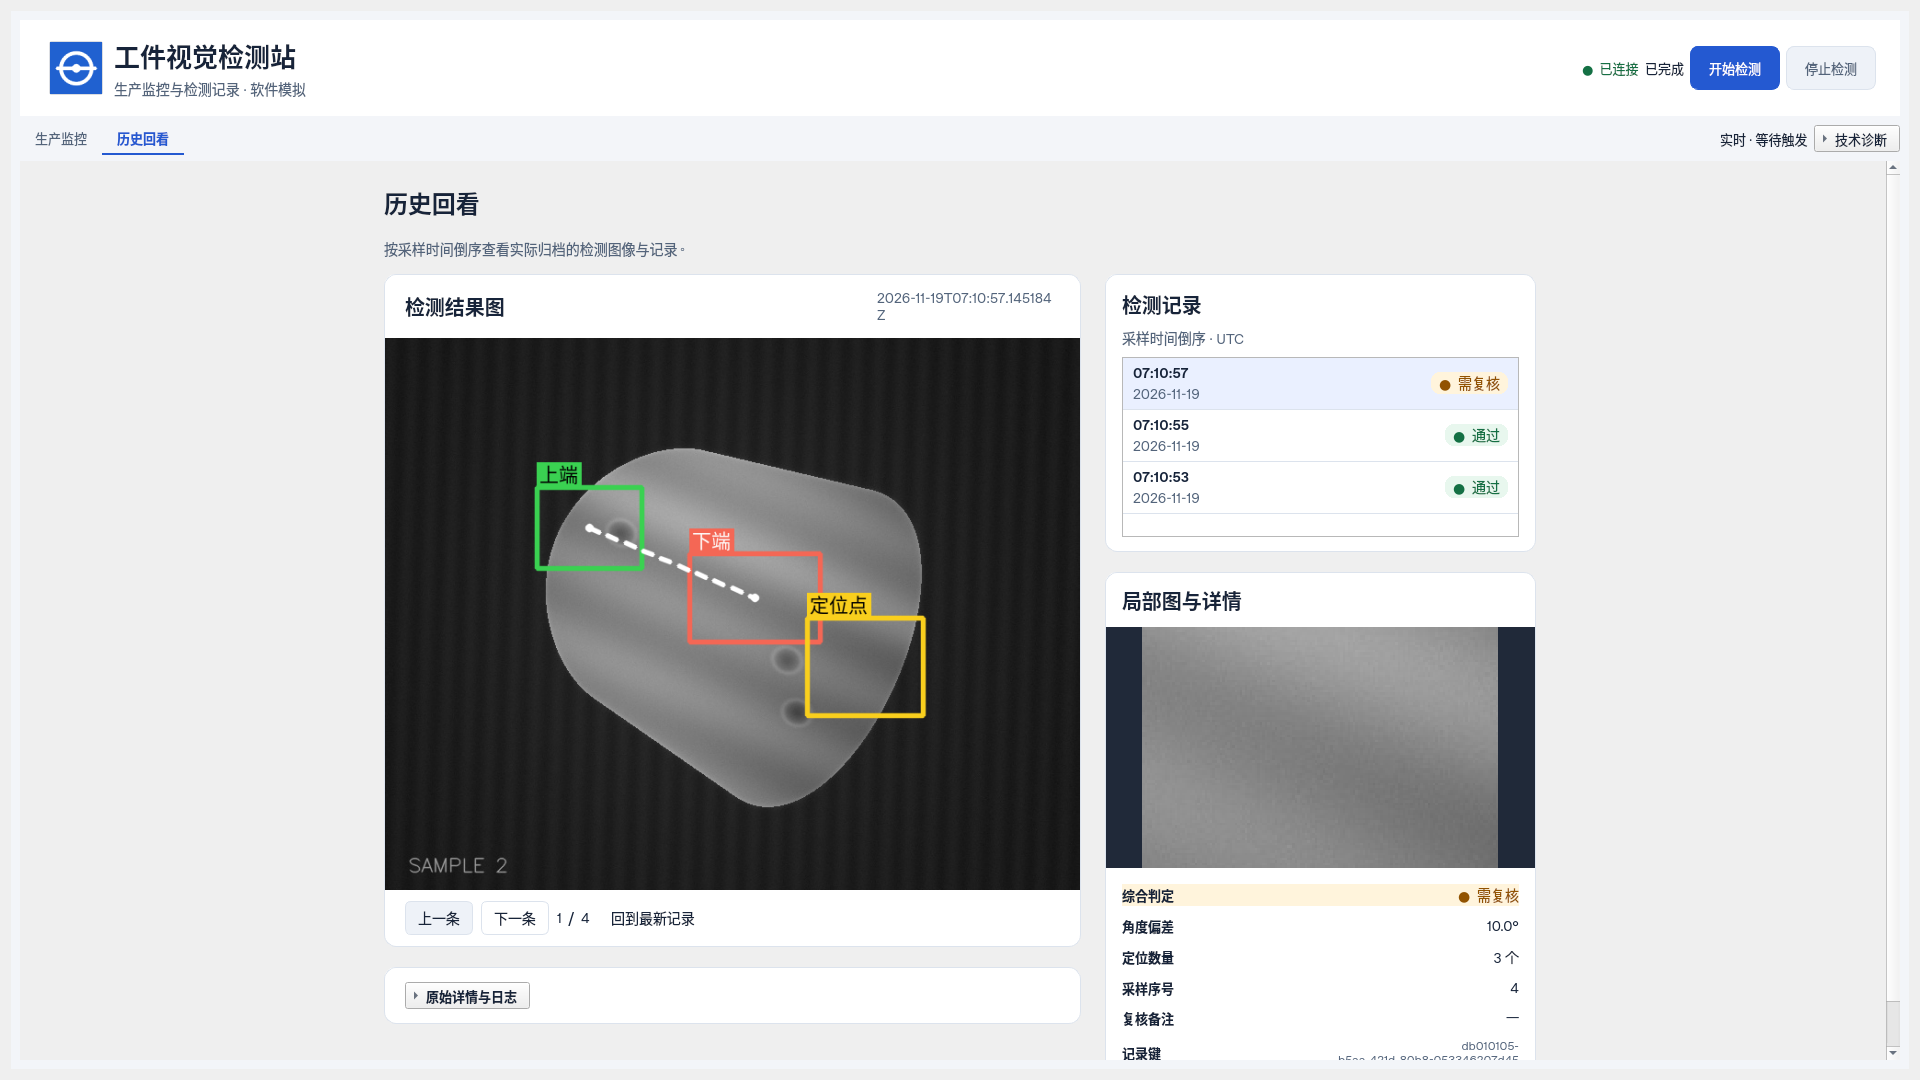 工件视觉检测站
生产监控与检测记录 · 软件模拟
已连接 已完成 开始检测 停止检测
生产监控 历史回看
实时 · 等待触发 技术诊断
历史回看
按采样时间倒序查看实际归档的检测图像与记录。
检测结果图
2026-11-19T07:10:57.145184
Z
上端
下端
定位点
SAMPLE 2
上一条 下一条 1 / 4 回到最新记录
原始详情与日志
检测记录
采样时间倒序 · UTC
07:10:57
2026-11-19
需复核
07:10:55
2026-11-19
通过
07:10:53
2026-11-19
通过
局部图与详情
综合判定 需复核
角度偏差 10.0°
定位数量 3 个
采样序号 4
复核备注 —
记录键 db010105-